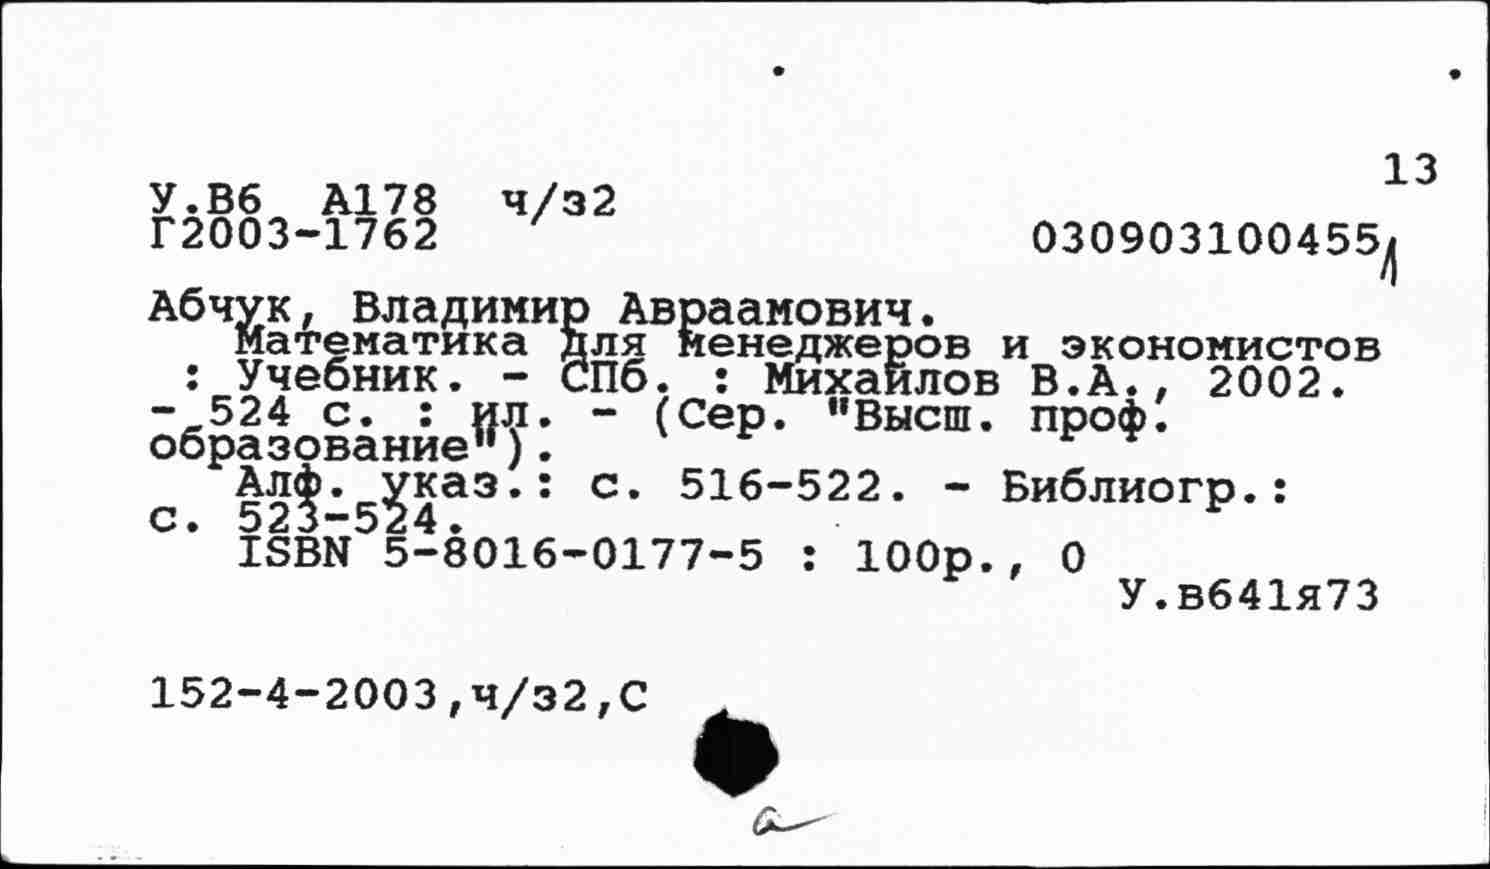 13
У.В6 А178 ч/з2
Г2003-1762 030903100455
Абчук, Владимир Авраамович.
Математика для менеджеров и экономистов
: Учебник. - СПб. : Михайлов В.А., 2002.
- 524 с. : ил. - (Сер. "Высш. проф.
образование").
Алф. указ.: с. 516-522. - Библиогр.:
с. 523-524.
ISBN 5-8016-0177-5 : 100р., 0
У.в641я73
152-4-2003,ч/з2,С
а